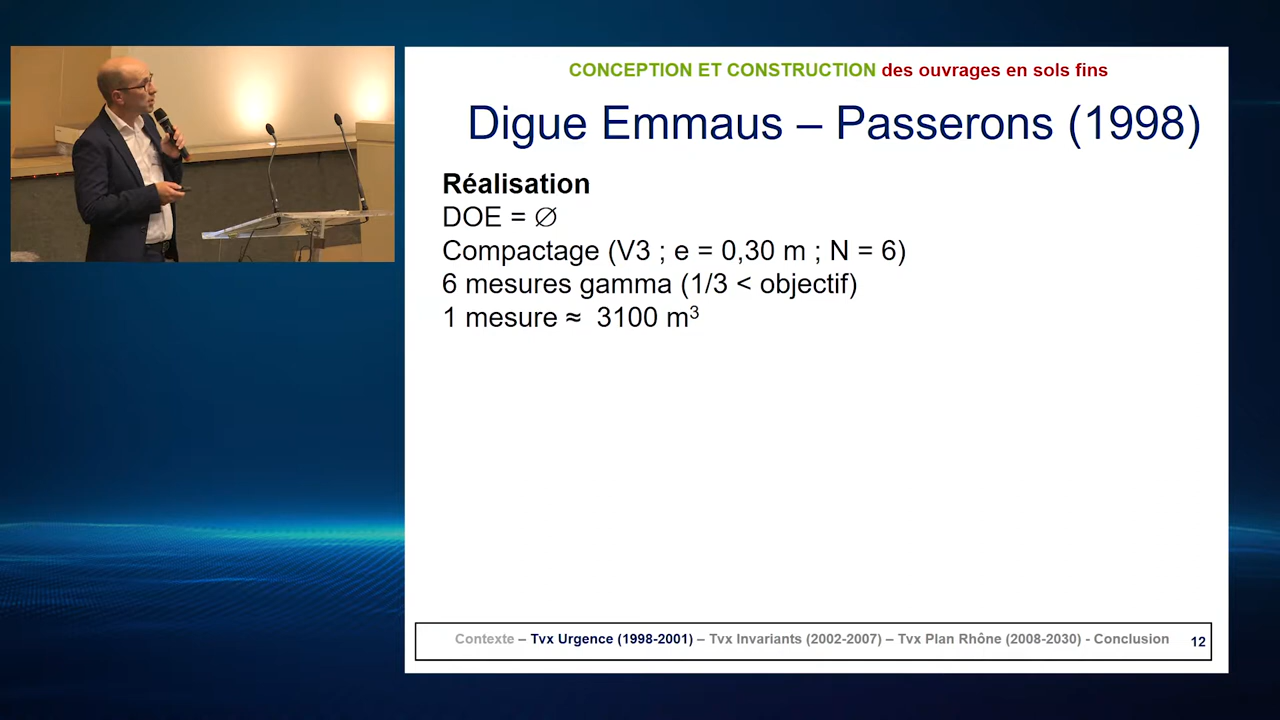 CONCEPTION ET CONSTRUCTION des ouvrages en sols fins
Digue Emmaus – Passerons (1998)
Réalisation
DOE = ∅
Compactage (V3 ; e = 0,30 m ; N = 6)
6 mesures gamma (1/3 < objectif)
1 mesure ≈ 3100 m³
Contexte – Tvx Urgence (1998-2001) – Tvx Invariants (2002-2007) – Tvx Plan Rhône (2008-2030) - Conclusion 12